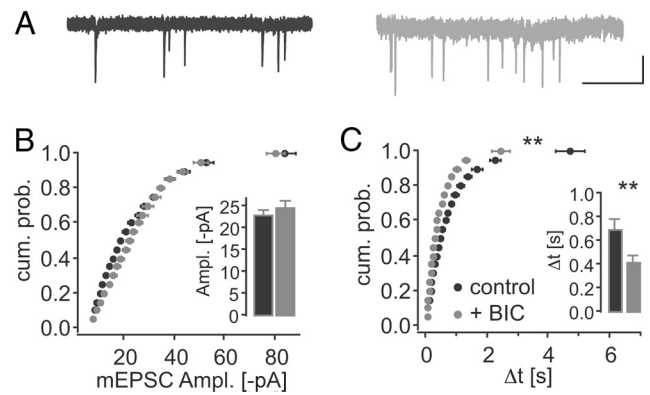 A
B
1.0
0.8
0.6
0.4
0.2
0.0
cum. prob.
20 40 60 80
mEPSC Ampl. [-pA]
25
20
15
10
5
0
Ampl. [-pA]
C
1.0
0.8
0.6
0.4
0.2
0.0
cum. prob.
**
control
+ BIC
0 2 4 6
Δt [s]
**
1.0
0.8
0.6
0.4
0.2
0.0
Δt [s]